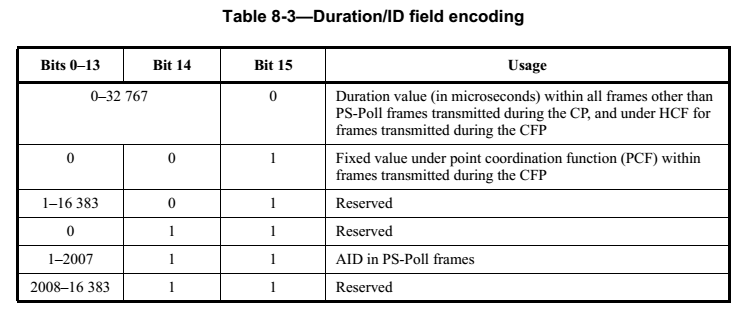 Table 8-3—Duration/ID field encoding
Bits 0–13 Bit 14 Bit 15 Usage
0–32 767 0 Duration value (in microseconds) within all frames other than
PS-Poll frames transmitted during the CP, and under HCF for
frames transmitted during the CFP
0 0 1 Fixed value under point coordination function (PCF) within
frames transmitted during the CFP
1–16 383 0 1 Reserved
0 1 1 Reserved
1–2007 1 1 AID in PS-Poll frames
2008–16 383 1 1 Reserved